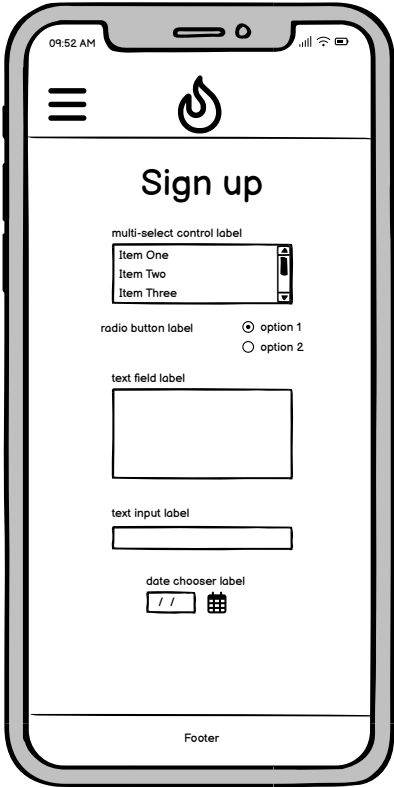 09:52 AM
Sign up
multi-select control label
Item One
Item Two
Item Three
radio button label
option 1
option 2
text field label
text input label
date chooser label
/ /
Footer